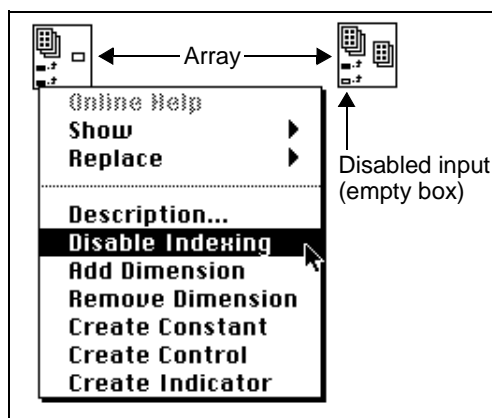 Array
Online Help
Show
Replace
Disabled input
(empty box)
Description...
Disable Indexing
Add Dimension
Remove Dimension
Create Constant
Create Control
Create Indicator